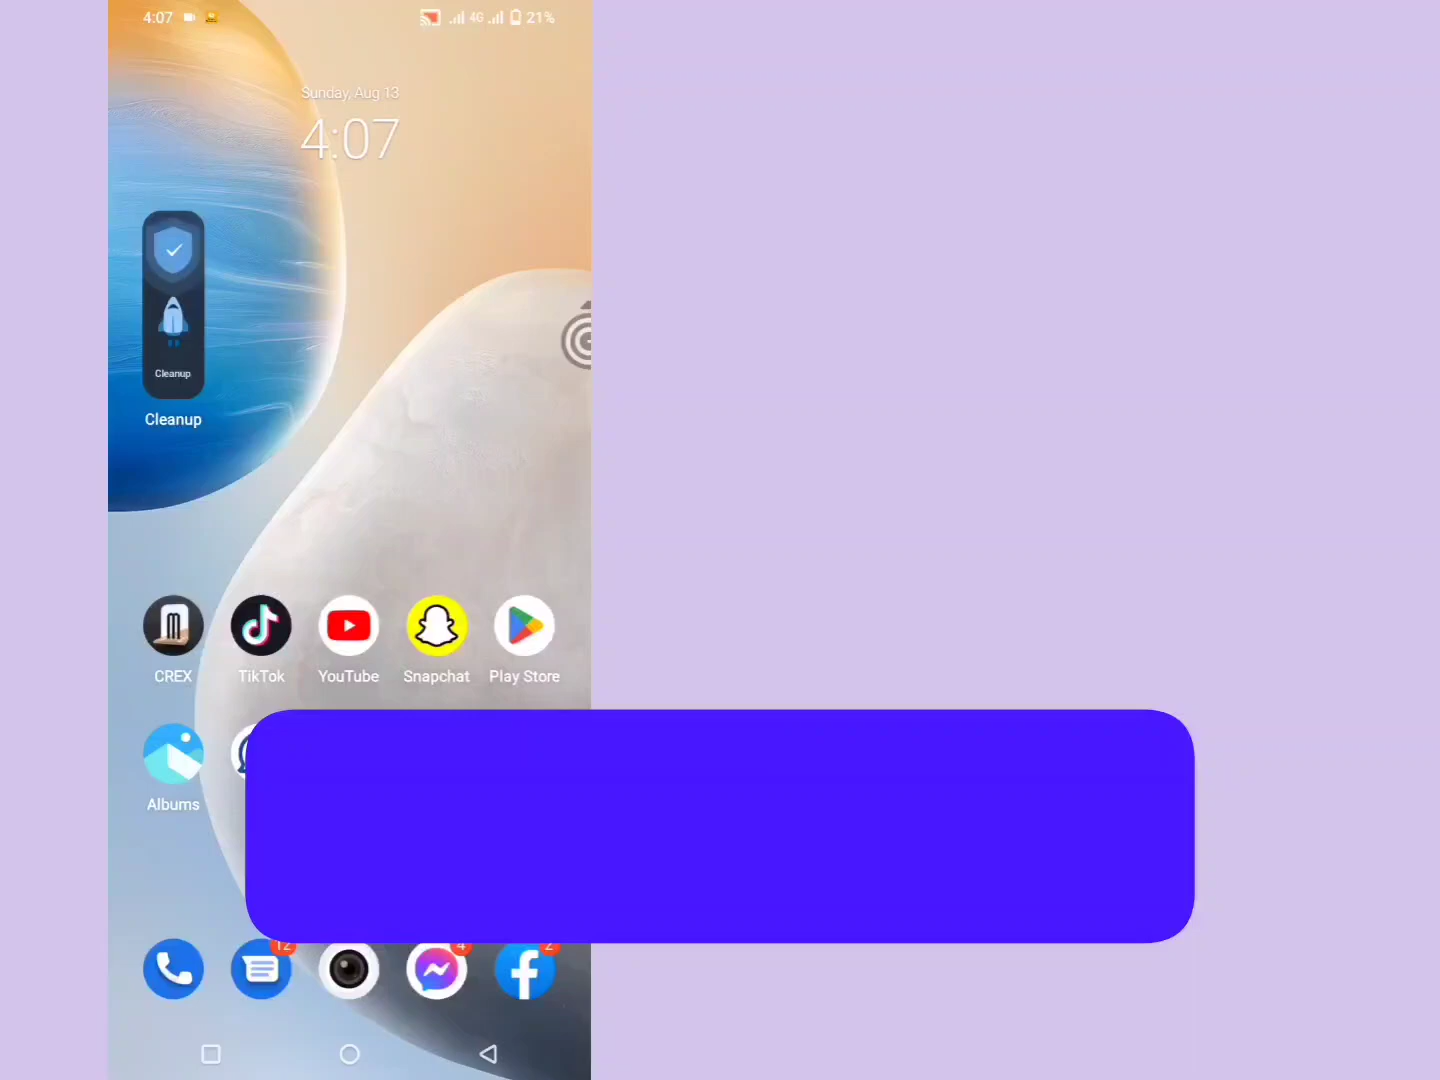 4:07 4G 21%
Sunday, Aug 13
4:07
Cleanup
Cleanup
CREX TikTok YouTube Snapchat Play Store
Albums
12 4 2